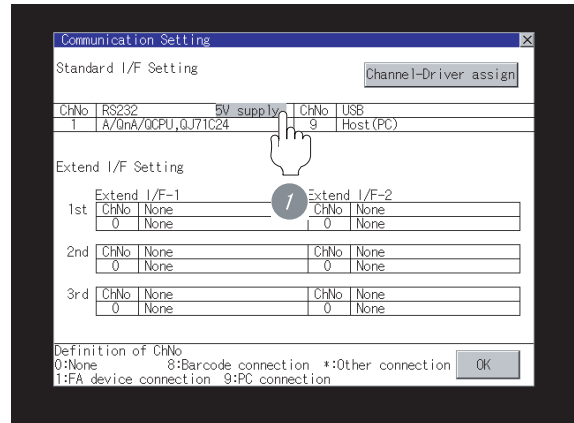 Communication Setting
Standard I/F Setting
Channel-Driver assign
ChNo RS232 5V supply ChNo USB
1 A/QnA/QCPU,QJ71C24 9 Host(PC)
Extend I/F Setting
Extend I/F-1 Extend I/F-2
1st ChNo None ChNo None
0 None 0 None
2nd ChNo None ChNo None
0 None 0 None
3rd ChNo None ChNo None
0 None 0 None
Definition of ChNo
0:None 8:Barcode connection *:Other connection OK
1:FA device connection 9:PC connection
1